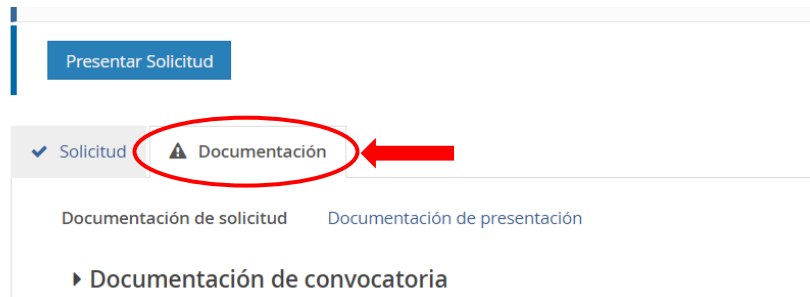 Presentar Solicitud
Solicitud Documentación
Documentación de solicitud Documentación de presentación
Documentación de convocatoria